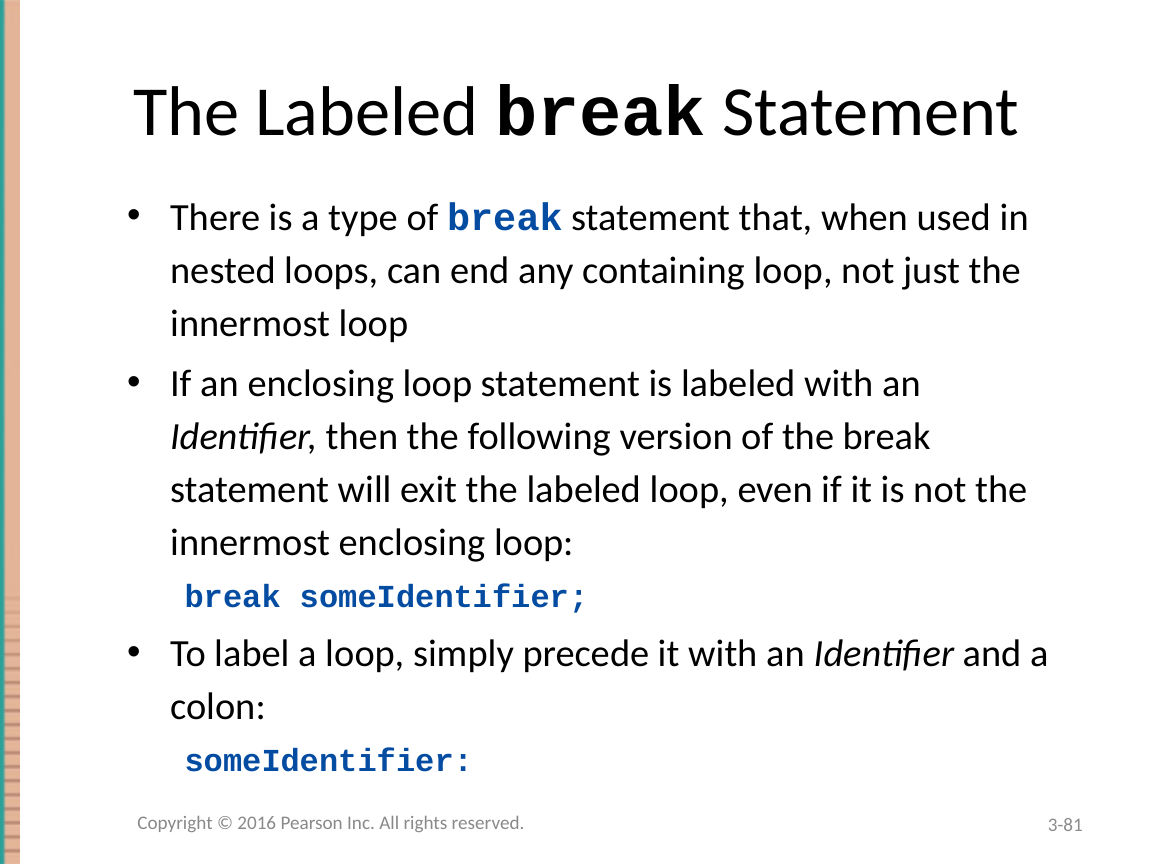 The Labeled break Statement
• There is a type of break statement that, when used in
nested loops, can end any containing loop, not just the
innermost loop
• If an enclosing loop statement is labeled with an
Identifier, then the following version of the break
statement will exit the labeled loop, even if it is not the
innermost enclosing loop:
break someIdentifier;
• To label a loop, simply precede it with an Identifier and a
colon:
someIdentifier:
Copyright © 2016 Pearson Inc. All rights reserved.
3-81